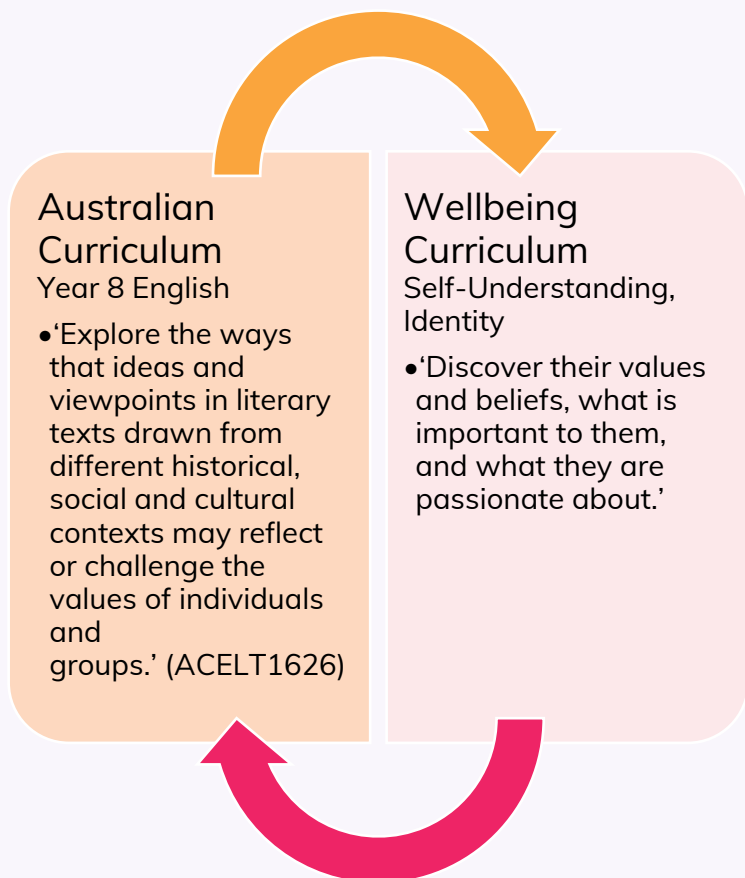 Australian
Curriculum
Year 8 English
•‘Explore the ways
that ideas and
viewpoints in literary
texts drawn from
different historical,
social and cultural
contexts may reflect
or challenge the
values of individuals
and
groups.’ (ACELT1626)
Wellbeing
Curriculum
Self-Understanding,
Identity
•‘Discover their values
and beliefs, what is
important to them,
and what they are
passionate about.’